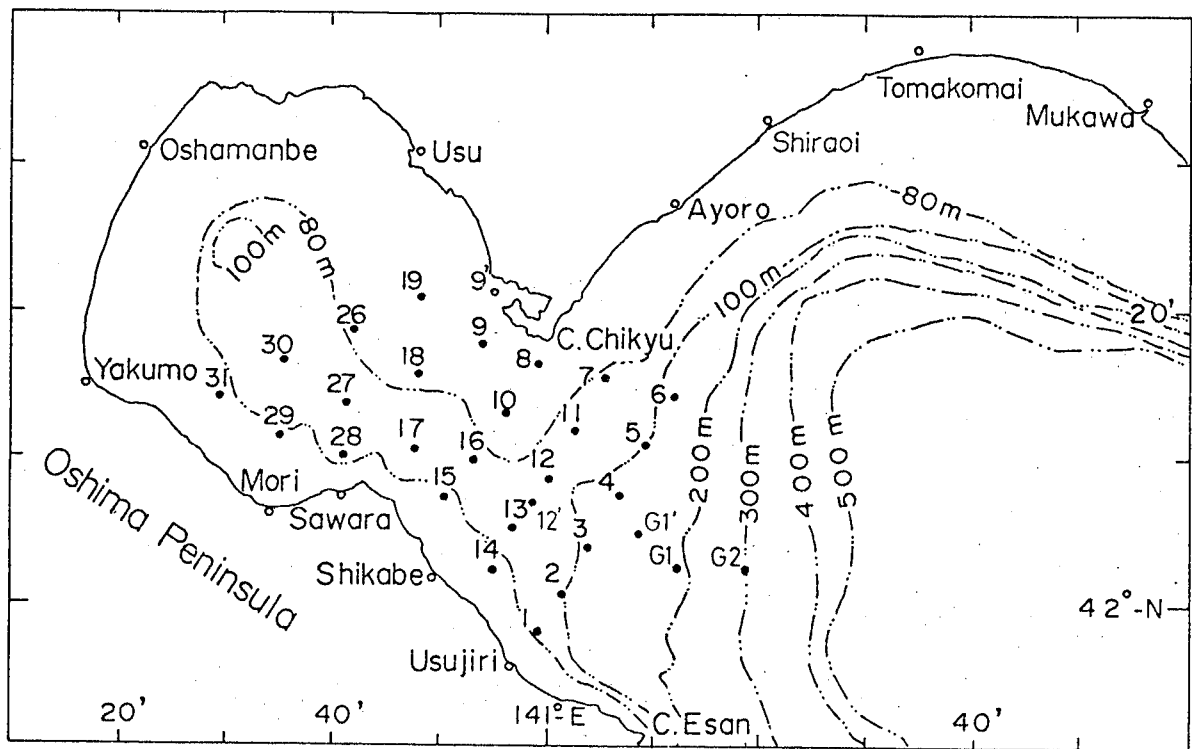 Tomakomai
Mukawa
Oshamanbe
Usu
Shiraoi
Ayoro
80m
80m
100m
100m
19
9'
20'
26
9
C. Chikyu
30
18
8
7
Yakumo
31
27
10
6
29
28
17
16
11
5
200m
300m
400m
500m
Mori
15
12
4
Sawara
13
12'
3
G1'
14
G1
G2
Oshima Peninsula
Shikabe
2
42°-N
1
Usujiri
20'
40'
141°E
C.Esan
40'